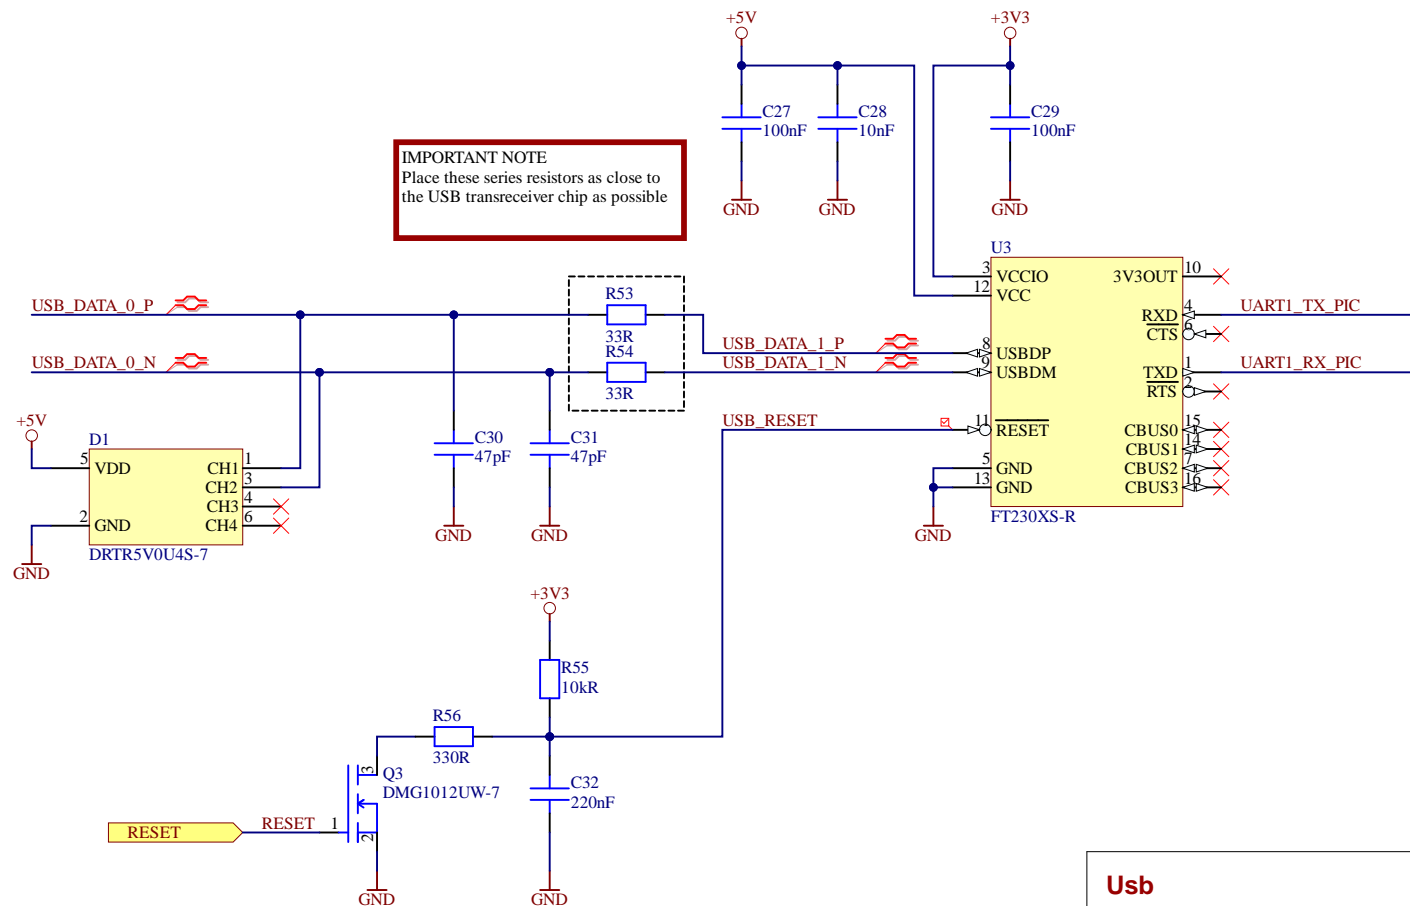 +5V
+3V3
C27
100nF
C28
10nF
C29
100nF
GND
GND
GND
IMPORTANT NOTE
Place these series resistors as close to
the USB transreceiver chip as possible
U3
3 VCCIO
12 VCC
8 USBDP
9 USBDM
11 RESET
5 GND
13 GND
3V3OUT 10
RXD 4
CTS 6
TXD 1
RTS 2
CBUS0 15
CBUS1 14
CBUS2 7
CBUS3 16
FT230XS-R
UART1_TX_PIC
UART1_RX_PIC
USB_DATA_0_P
USB_DATA_0_N
R53
33R
R54
33R
USB_DATA_1_P
USB_DATA_1_N
USB_RESET
GND
+5V
D1
5 VDD
2 GND
CH1 1
CH2 3
CH3 4
CH4 6
DRTR5V0U4S-7
GND
C30
47pF
C31
47pF
GND
GND
+3V3
R55
10kR
R56
330R
C32
220nF
Q3
DMG1012UW-7
3
1
2
RESET
RESET
GND
GND
Usb